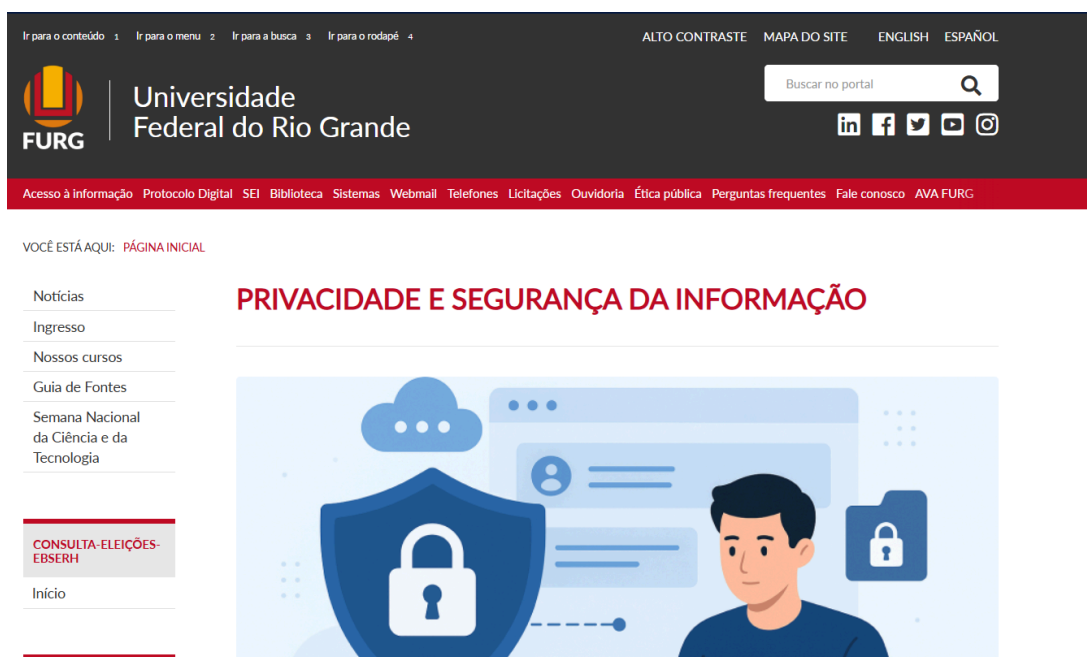 Ir para o conteúdo 1 Ir para o menu 2 Ir para a busca 3 Ir para o rodapé 4 ALTO CONTRASTE MAPA DO SITE ENGLISH ESPAÑOL
Buscar no portal
Universidade
Federal do Rio Grande
FURG
Acesso à informação Protocolo Digital SEI Biblioteca Sistemas Webmail Telefones Licitações Ouvidoria Ética pública Perguntas frequentes Fale conosco AVA FURG
VOCÊ ESTÁ AQUI: PÁGINA INICIAL
Notícias
Ingresso
Nossos cursos
Guia de Fontes
Semana Nacional
da Ciência e da
Tecnologia
CONSULTA-ELEIÇÕES-
EBSERH
Início
PRIVACIDADE E SEGURANÇA DA INFORMAÇÃO